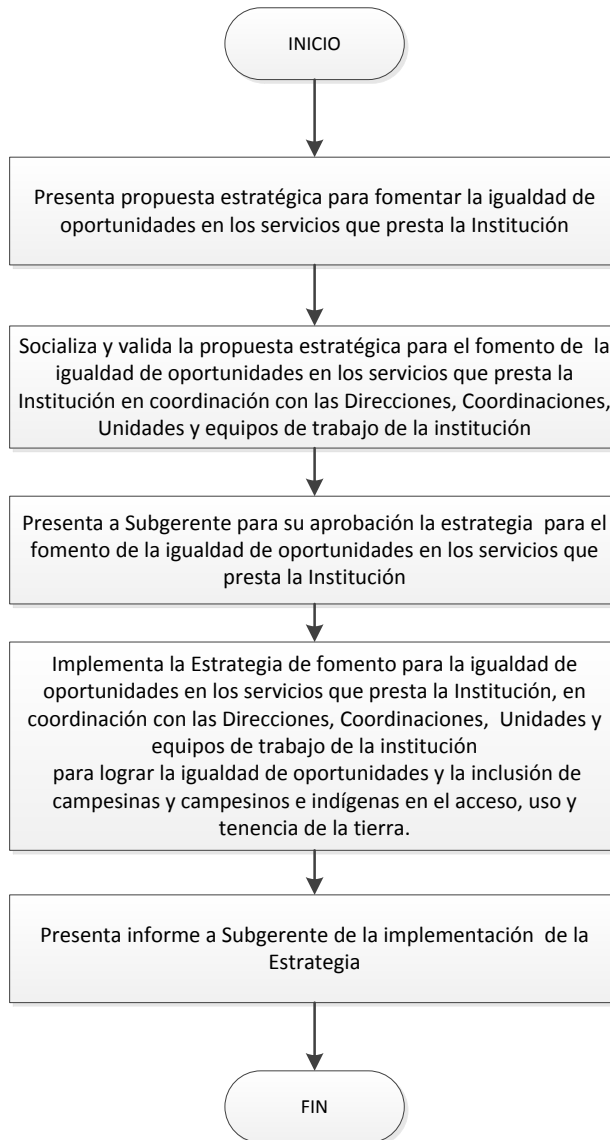 INICIO
Presenta propuesta estratégica para fomentar la igualdad de
oportunidades en los servicios que presta la Institución
Socializa y valida la propuesta estratégica para el fomento de  la
igualdad de oportunidades en los servicios que presta la
Institución en coordinación con las Direcciones, Coordinaciones,
Unidades y equipos de trabajo de la institución
Presenta a Subgerente para su aprobación la estrategia  para el
fomento de la igualdad de oportunidades en los servicios que
presta la Institución
Implementa la Estrategia de fomento para la igualdad de
oportunidades en los servicios que presta la Institución, en
coordinación con las Direcciones, Coordinaciones,  Unidades y
equipos de trabajo de la institución
para lograr la igualdad de oportunidades y la inclusión de
campesinas y campesinos e indígenas en el acceso, uso y
tenencia de la tierra.
Presenta informe a Subgerente de la implementación  de la
Estrategia
FIN